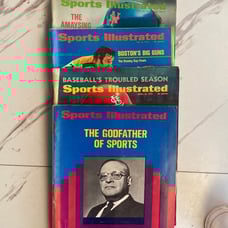 Sports Illustrated
THE
AMAYSING
Sports Illustrated
BOSTON'S BIG GUNS
BASEBALL'S TROUBLED SEASON
Sports Illustrated
Sports Illustrated
THE GODFATHER
OF SPORTS